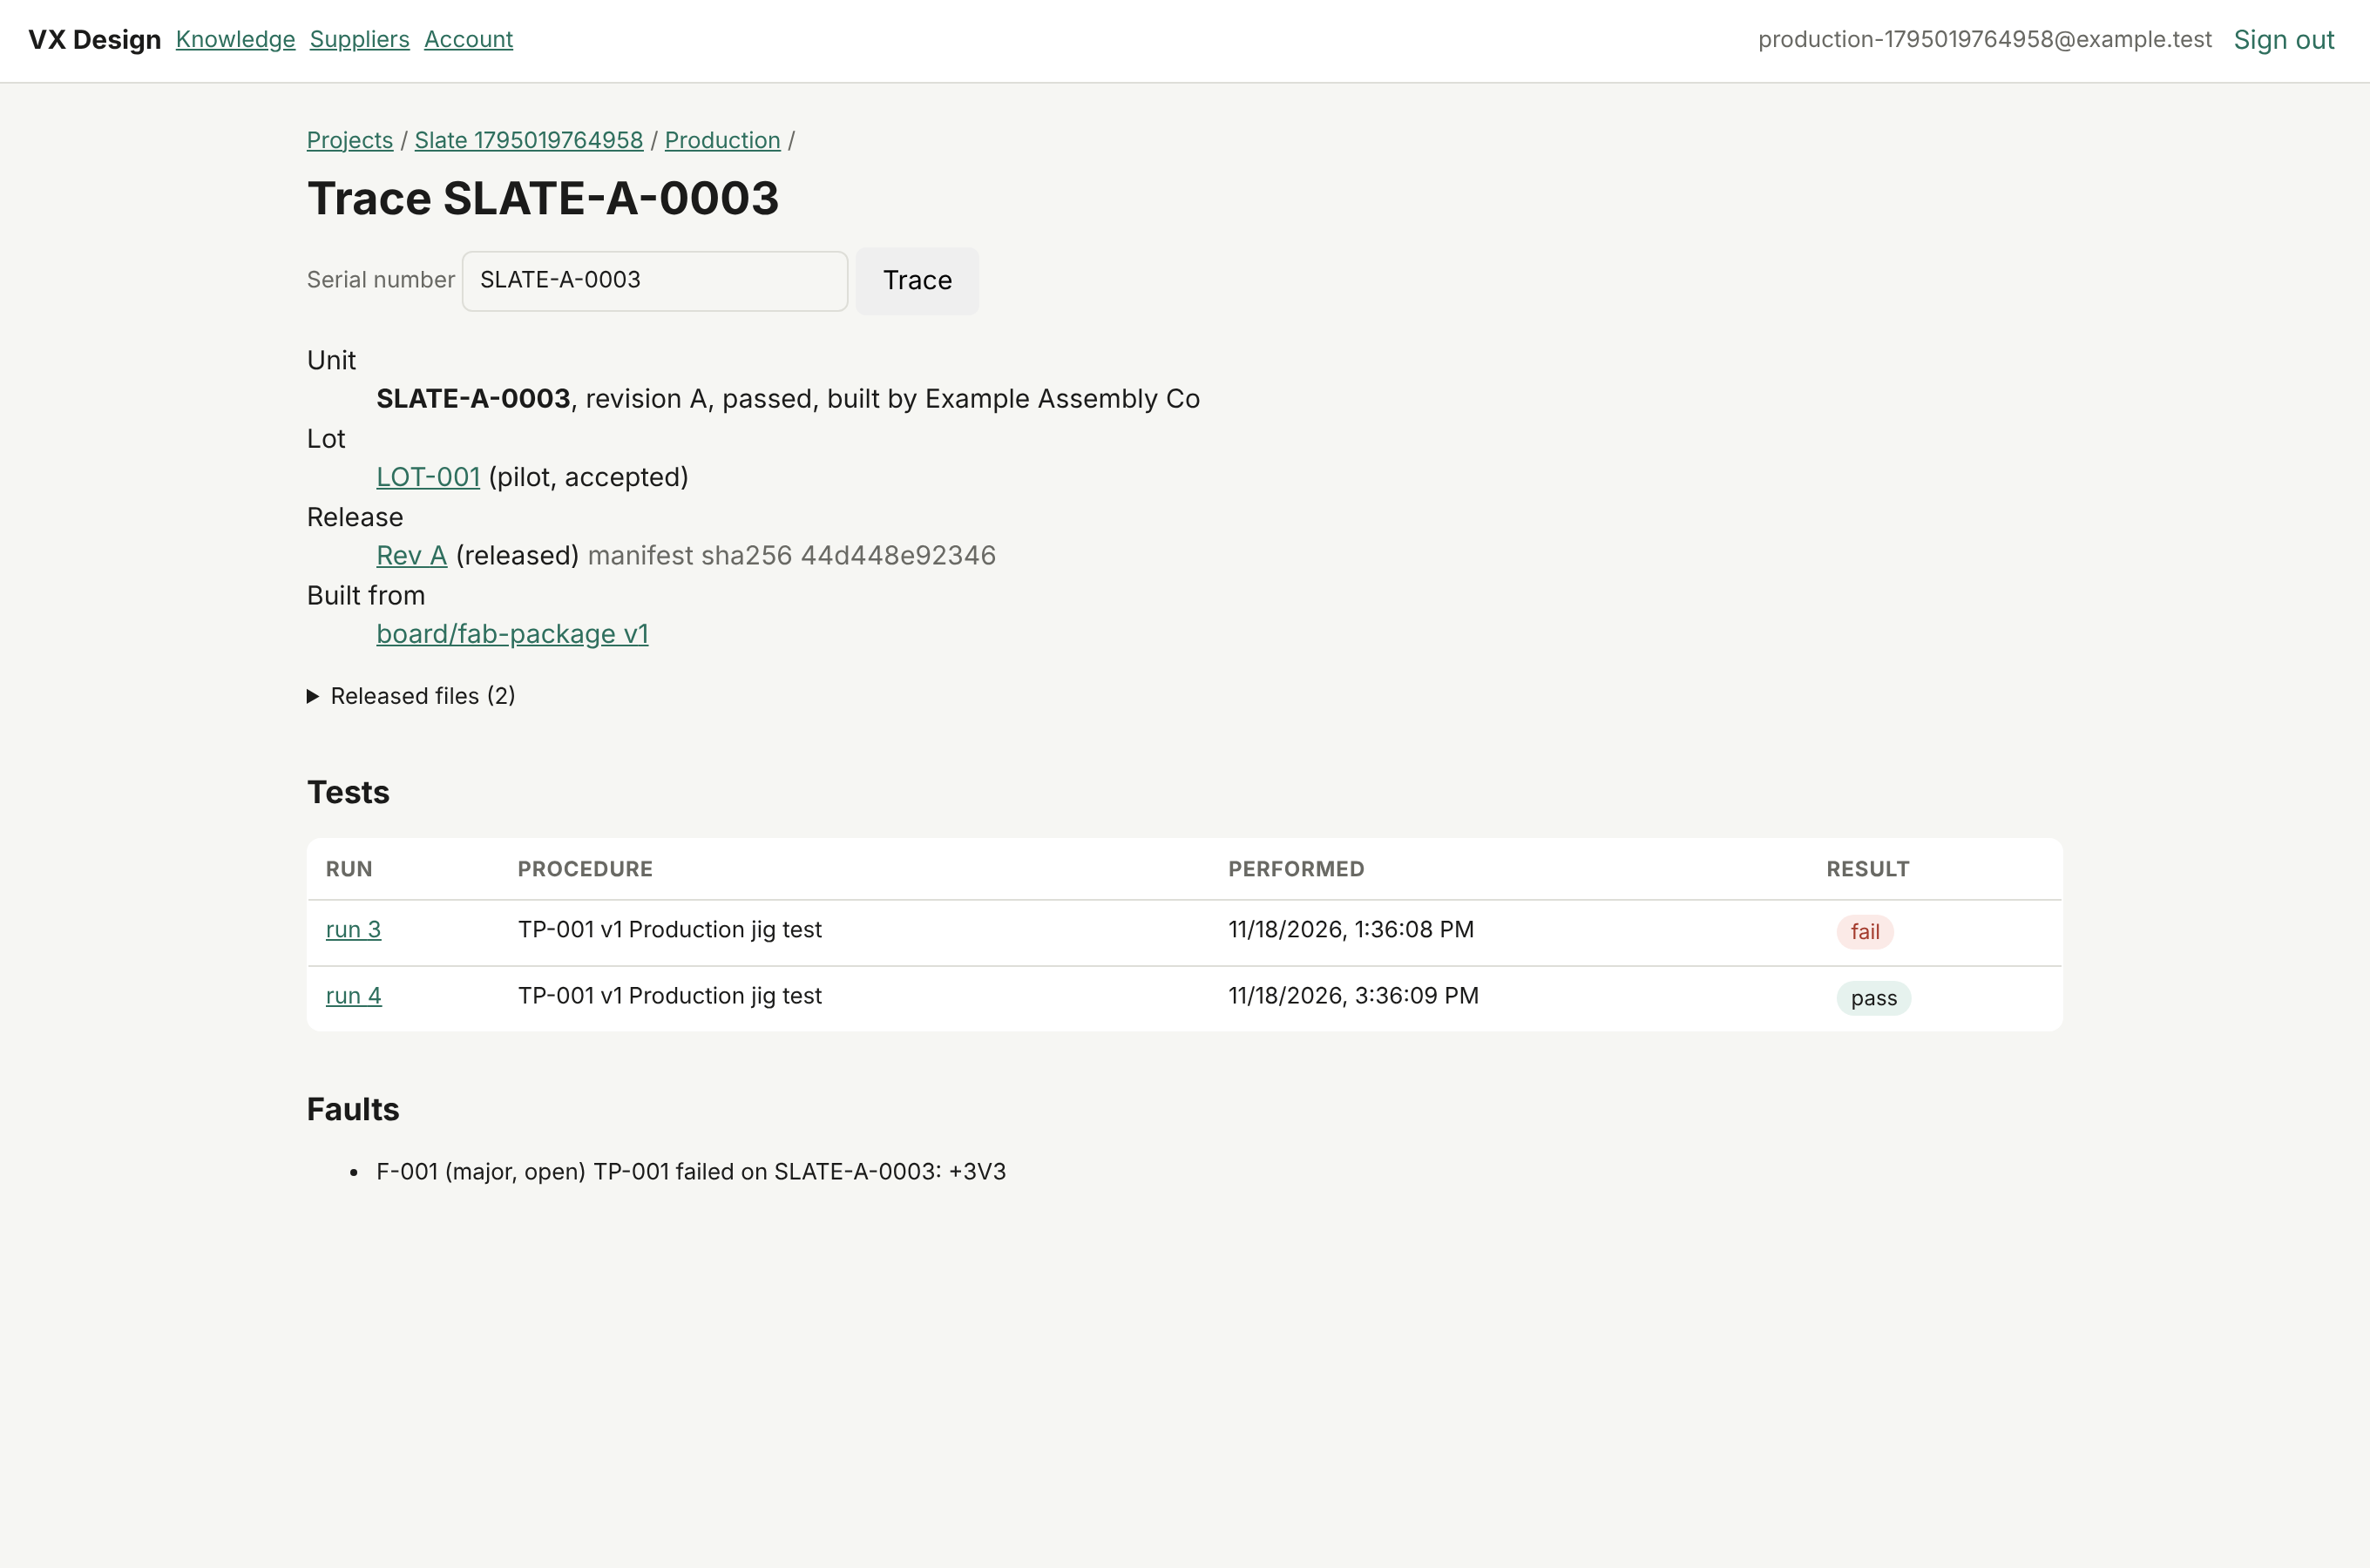 VX Design Knowledge Suppliers Account production-1795019764958@example.test Sign out
Projects / Slate 1795019764958 / Production /
Trace SLATE-A-0003
Serial number SLATE-A-0003 Trace
Unit
SLATE-A-0003, revision A, passed, built by Example Assembly Co
Lot
LOT-001 (pilot, accepted)
Release
Rev A (released) manifest sha256 44d448e92346
Built from
board/fab-package v1
Released files (2)
Tests
RUN PROCEDURE PERFORMED RESULT
run 3 TP-001 v1 Production jig test 11/18/2026, 1:36:08 PM fail
run 4 TP-001 v1 Production jig test 11/18/2026, 3:36:09 PM pass
Faults
F-001 (major, open) TP-001 failed on SLATE-A-0003: +3V3